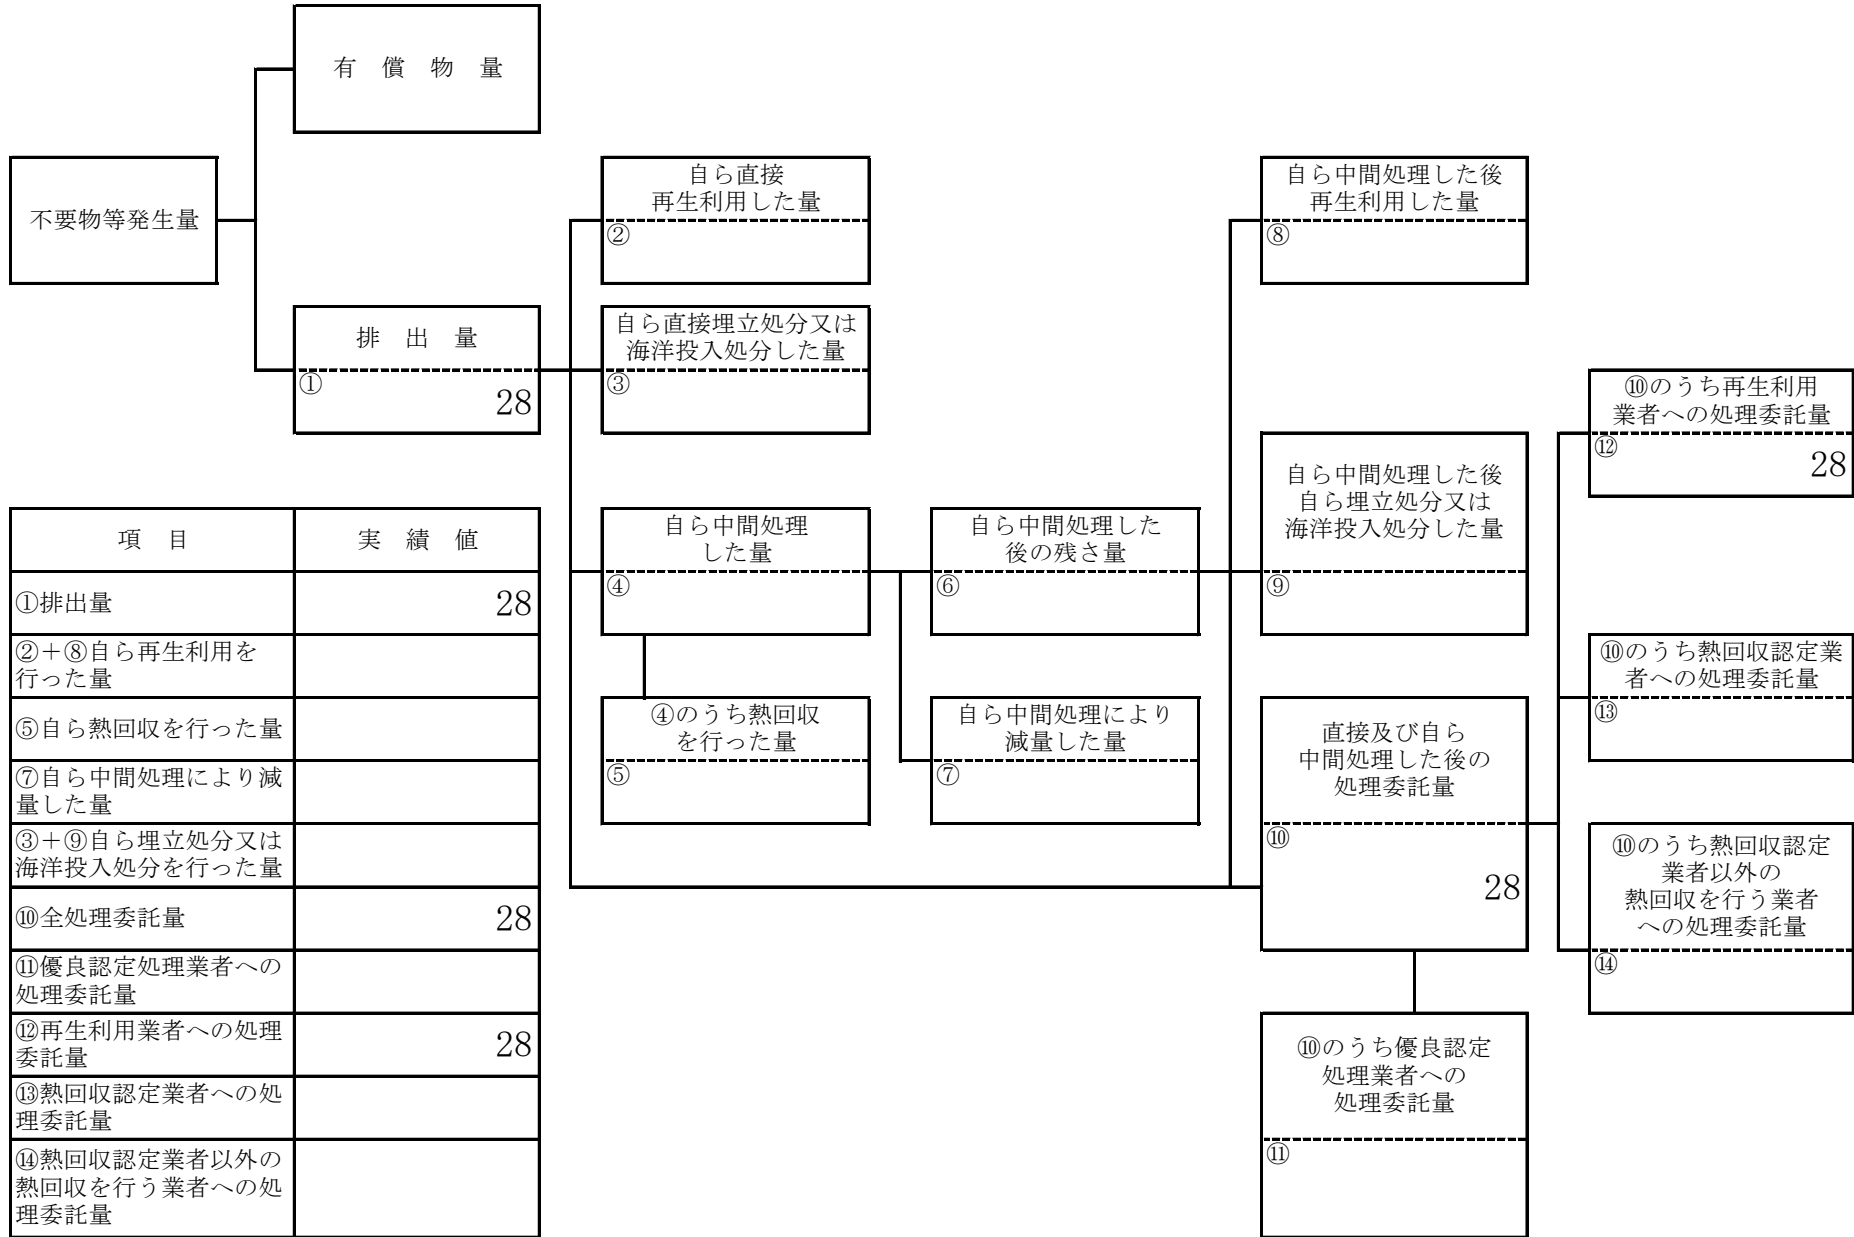 有　償　物　量
不要物等発生量
排　出　量
①
28
自ら直接
再生利用した量
②
自ら直接埋立処分又は
海洋投入処分した量
③
自ら中間処理
した量
④
④のうち熱回収
を行った量
⑤
自ら中間処理した
後の残さ量
⑥
自ら中間処理により
減量した量
⑦
自ら中間処理した後
再生利用した量
⑧
自ら中間処理した後
自ら埋立処分又は
海洋投入処分した量
⑨
直接及び自ら
中間処理した後の
処理委託量
⑩
28
⑩のうち優良認定
処理業者への
処理委託量
⑪
⑩のうち再生利用
業者への処理委託量
⑫
28
⑩のうち熱回収認定業
者への処理委託量
⑬
⑩のうち熱回収認定
業者以外の
熱回収を行う業者
への処理委託量
⑭
項　目　実　績　値
①排出量　28
②＋⑧自ら再生利用を
行った量
⑤自ら熱回収を行った量
⑦自ら中間処理により減
量した量
③＋⑨自ら埋立処分又は
海洋投入処分を行った量
⑩全処理委託量　28
⑪優良認定処理業者への
処理委託量
⑫再生利用業者への処理
委託量　28
⑬熱回収認定業者への処
理委託量
⑭熱回収認定業者以外の
熱回収を行う業者への処
理委託量